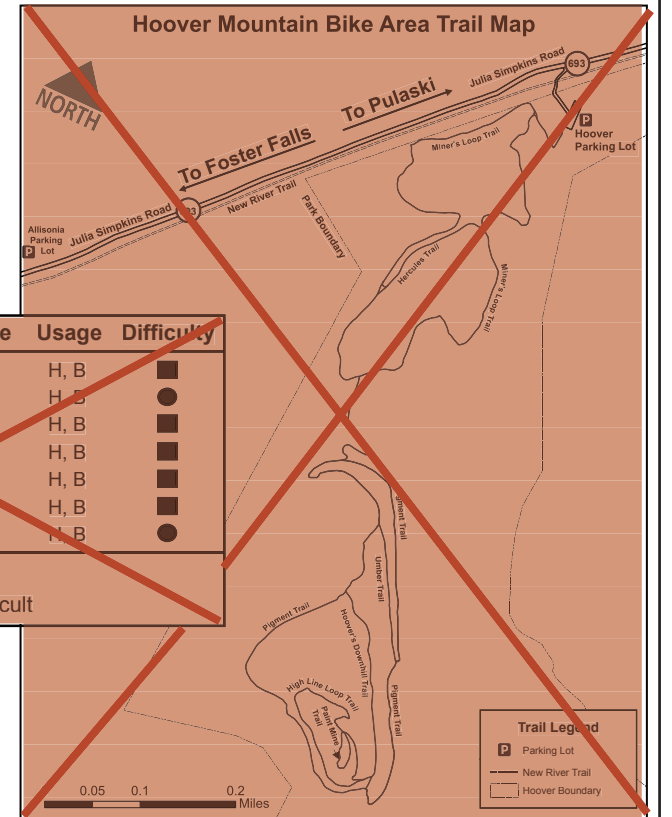 Hoover Mountain Bike Area Trail Map
NORTH
693
Julia Simpkins Road
To Pulaski
To Foster Falls
P
Hoover
Parking Lot
Miner's Loop Trail
New River Trail
Park Boundary
Julia Simpkins Road
Allisonia
Parking
Lot
P
Hercules Trail
Miner's Loop Trail
Usage Difficulty
H, B
H, B
H, B
H, B
H, B
H, B
H, B
cult
Umber Trail
Pigment Trail
Hoover's Downhill Trail
High Line Loop Trail
Paint Mine
Trail
Pigment Trail
Trail Legend
P Parking Lot
New River Trail
Hoover Boundary
0.05 0.1 0.2
Miles